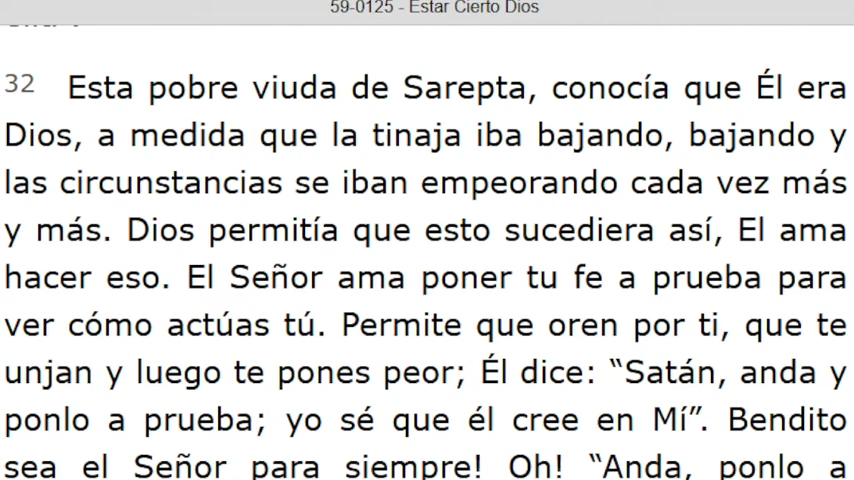 59-0125 - Estar Cierto Dios
32 Esta pobre viuda de Sarepta, conocía que Él era
Dios, a medida que la tinaja iba bajando, bajando y
las circunstancias se iban empeorando cada vez más
y más. Dios permitía que esto sucediera así, El ama
hacer eso. El Señor ama poner tu fe a prueba para
ver cómo actúas tú. Permite que oren por ti, que te
unjan y luego te pones peor; Él dice: “Satán, anda y
ponlo a prueba; yo sé que él cree en Mí”. Bendito
sea el Señor para siempre! Oh! “Anda, ponlo a